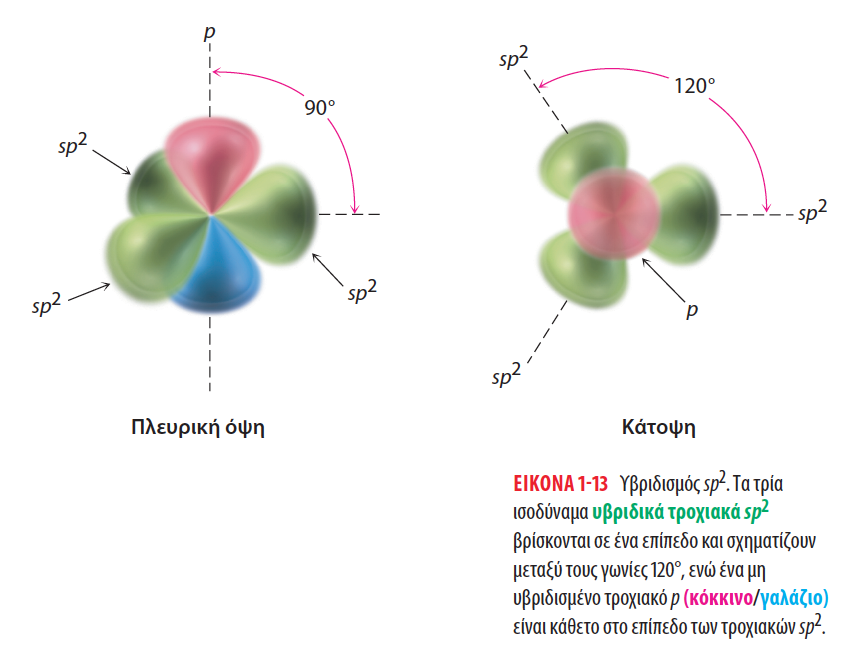 p
90°
sp²
sp²
sp²
Πλευρική όψη
sp²
120°
sp²
p
sp²
Κάτοψη
ΕΙΚΟΝΑ 1-13 Υβριδισμός sp². Τα τρία
ισοδύναμα υβριδικά τροχιακά sp²
βρίσκονται σε ένα επίπεδο και σχηματίζουν
μεταξύ τους γωνίες 120°, ενώ ένα μη
υβριδισμένο τροχιακό p (κόκκινο/γαλάζιο)
είναι κάθετο στο επίπεδο των τροχιακών sp².